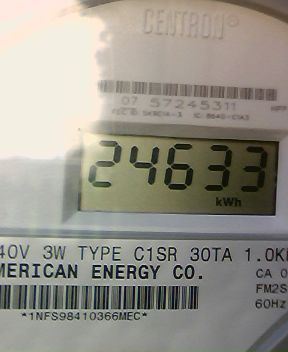 CENTRON®
07 57245311
24633
kWh
40V 3W TYPE C1SR 30TA 1.0K
MERICAN ENERGY CO.
CA 0
FM2S
60Hz
*1NFS98410366MEC*